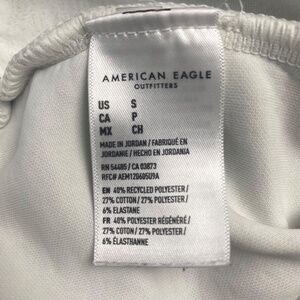 AMERICAN EAGLE
OUTFITTERS
US S
CA P
MX CH
MADE IN JORDAN / FABRIQUÉ EN
JORDANIE / HECHO EN JORDANIA
RN 54485 / CA 03873
RFC# AEM120605U9A
EN 40% RECYCLED POLYESTER/
27% COTTON / 27% POLYESTER/
6% ELASTANE
FR 40% POLYESTER RÉGÉNÉRÉ/
27% COTON / 27% POLYESTER/
6% ÉLASTHANNE